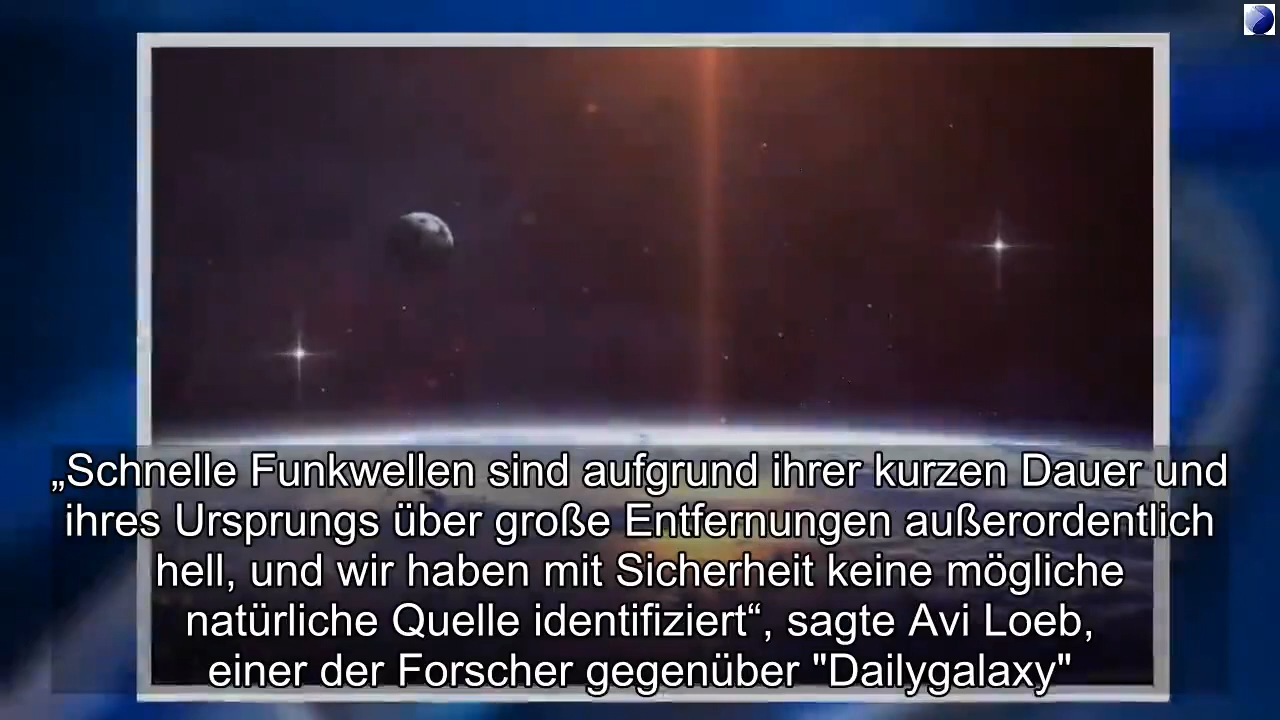 „Schnelle Funkwellen sind aufgrund ihrer kurzen Dauer und
ihres Ursprungs über große Entfernungen außerordentlich
hell, und wir haben mit Sicherheit keine mögliche
natürliche Quelle identifiziert“, sagte Avi Loeb,
einer der Forscher gegenüber "Dailygalaxy"